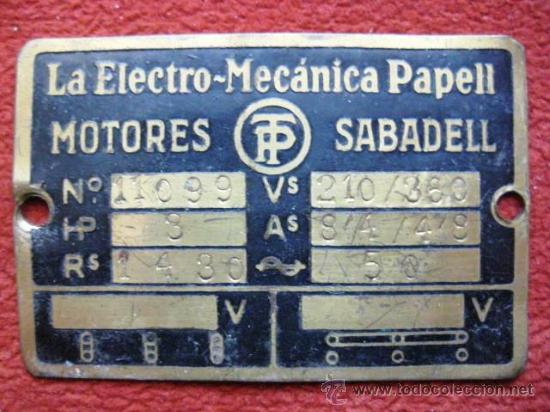 La Electro-Mecánica Papell
MOTORES TP SABADELL
Nº 11099 Vs 210/360
HP 3 As 8'4/4'8
Rs 1430 50
V V
www.todocoleccion.net